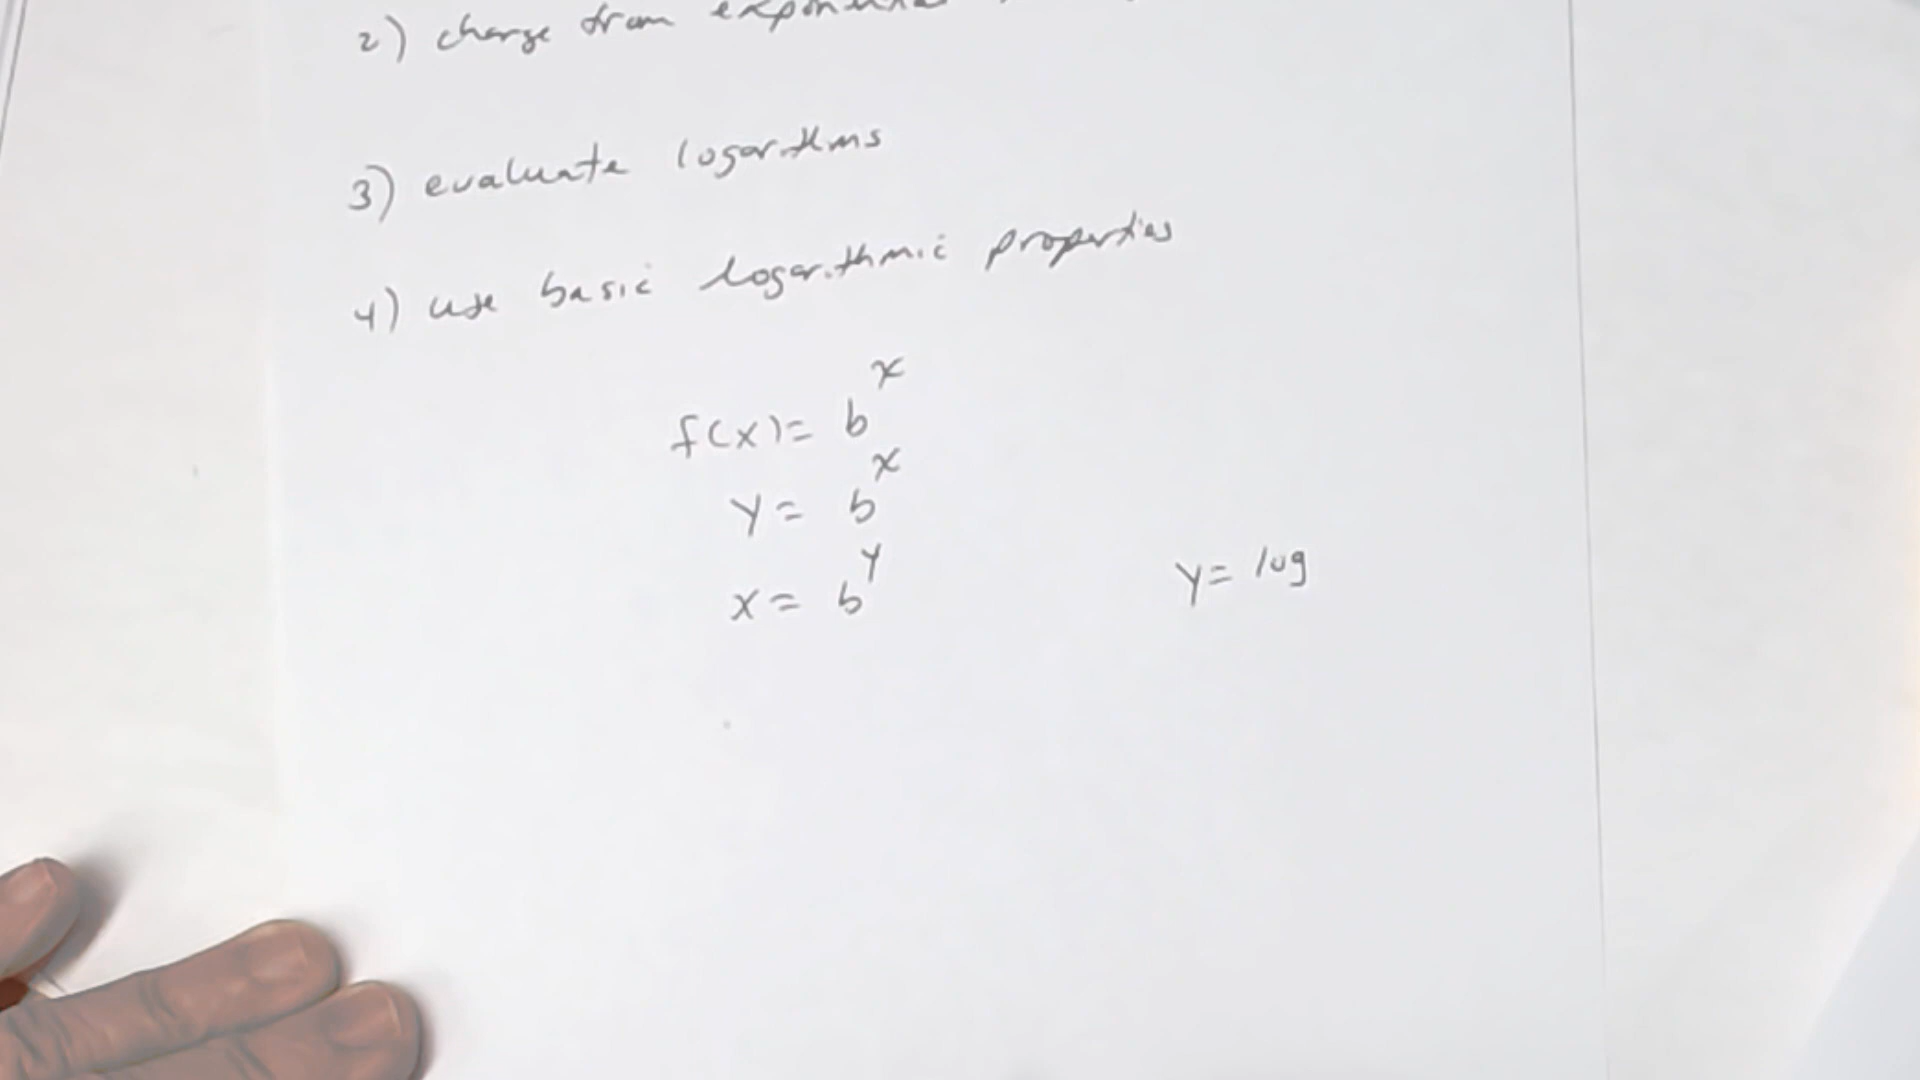 2) change from
3) evaluate logarithms
4) use basic logarithmic properties
f(x) = b^x
y = b^x
x = b^y
y = log